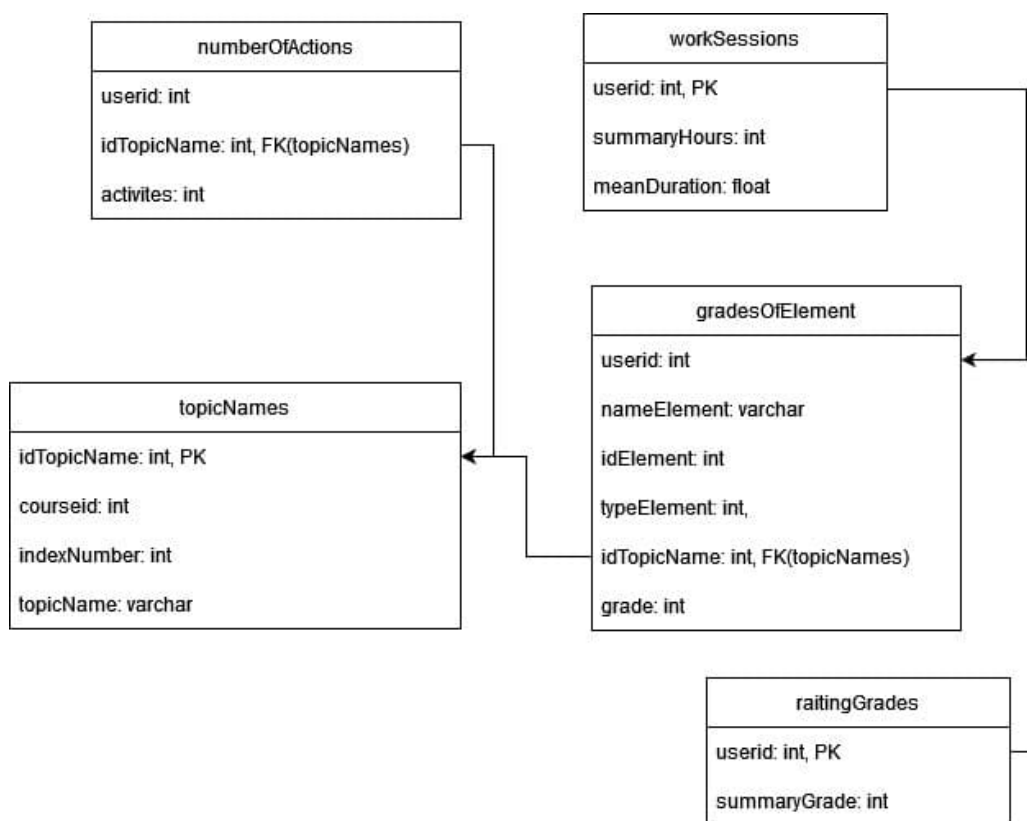 numberOfActions
userid: int
idTopicName: int, FK(topicNames)
activites: int
workSessions
userid: int, PK
summaryHours: int
meanDuration: float
gradesOfElement
userid: int
nameElement: varchar
idElement: int
typeElement: int,
idTopicName: int, FK(topicNames)
grade: int
topicNames
idTopicName: int, PK
courseid: int
indexNumber: int
topicName: varchar
raitingGrades
userid: int, PK
summaryGrade: int